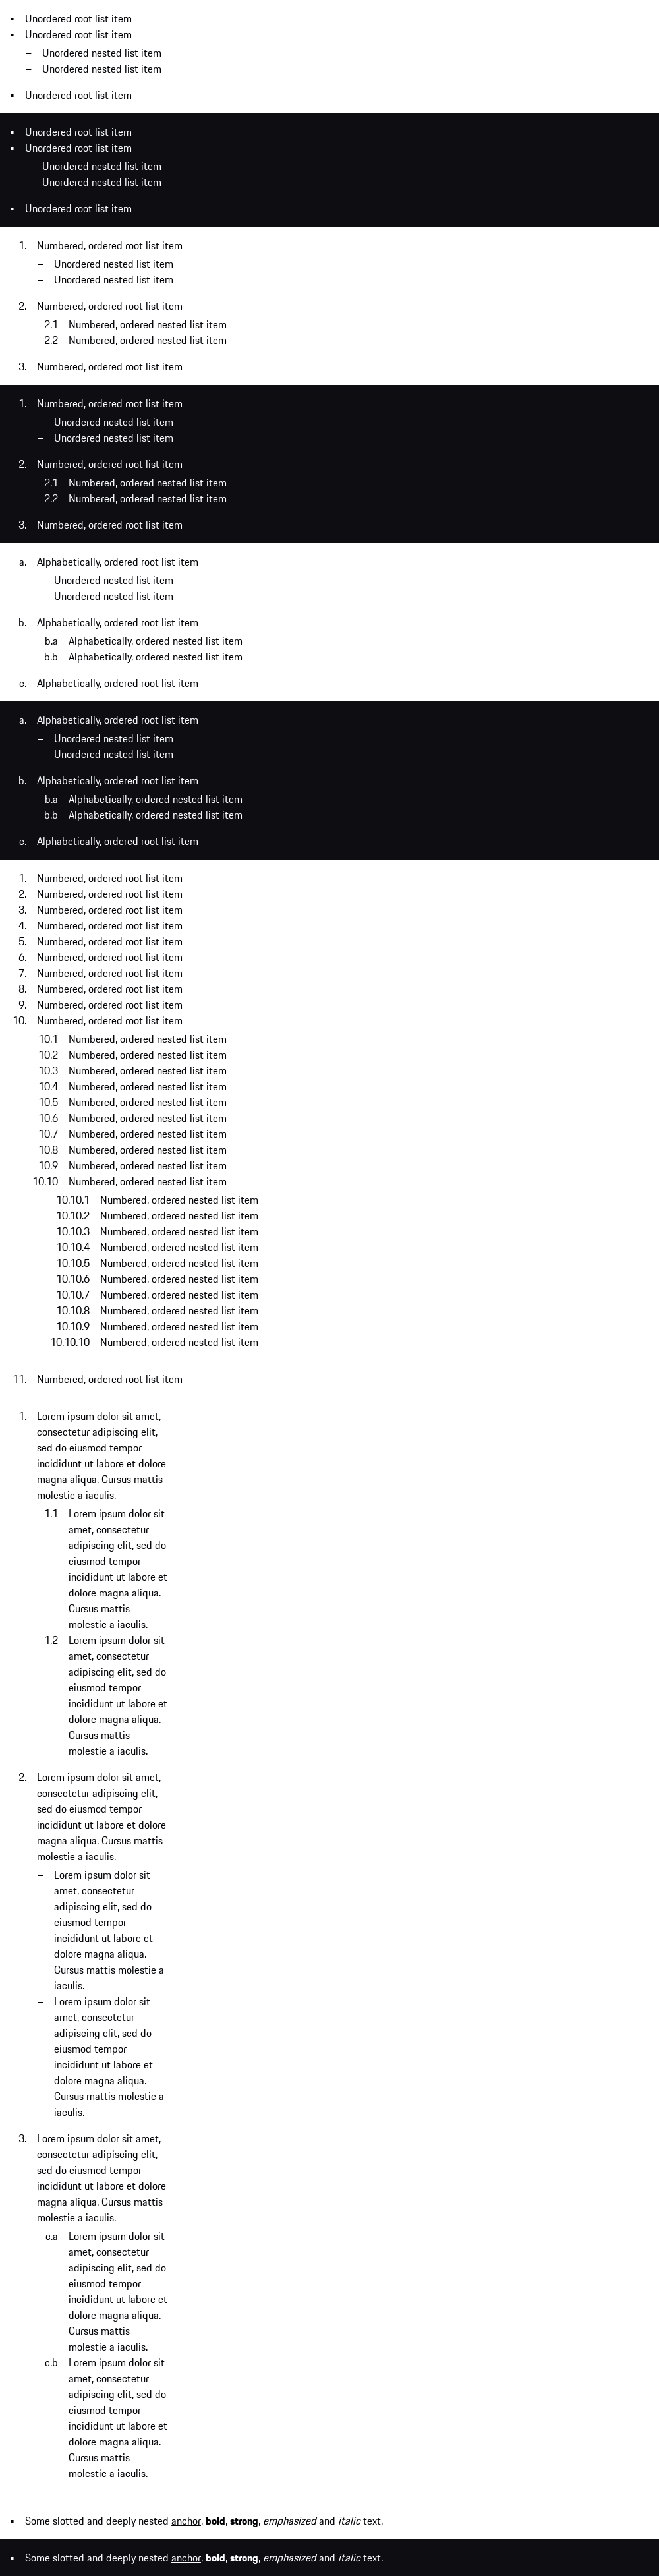 ▪ Unordered root list item
▪ Unordered root list item
– Unordered nested list item
– Unordered nested list item
▪ Unordered root list item
▪ Unordered root list item
▪ Unordered root list item
– Unordered nested list item
– Unordered nested list item
▪ Unordered root list item
1. Numbered, ordered root list item
– Unordered nested list item
– Unordered nested list item
2. Numbered, ordered root list item
2.1 Numbered, ordered nested list item
2.2 Numbered, ordered nested list item
3. Numbered, ordered root list item
1. Numbered, ordered root list item
– Unordered nested list item
– Unordered nested list item
2. Numbered, ordered root list item
2.1 Numbered, ordered nested list item
2.2 Numbered, ordered nested list item
3. Numbered, ordered root list item
a. Alphabetically, ordered root list item
– Unordered nested list item
– Unordered nested list item
b. Alphabetically, ordered root list item
b.a Alphabetically, ordered nested list item
b.b Alphabetically, ordered nested list item
c. Alphabetically, ordered root list item
a. Alphabetically, ordered root list item
– Unordered nested list item
– Unordered nested list item
b. Alphabetically, ordered root list item
b.a Alphabetically, ordered nested list item
b.b Alphabetically, ordered nested list item
c. Alphabetically, ordered root list item
1. Numbered, ordered root list item
2. Numbered, ordered root list item
3. Numbered, ordered root list item
4. Numbered, ordered root list item
5. Numbered, ordered root list item
6. Numbered, ordered root list item
7. Numbered, ordered root list item
8. Numbered, ordered root list item
9. Numbered, ordered root list item
10. Numbered, ordered root list item
10.1 Numbered, ordered nested list item
10.2 Numbered, ordered nested list item
10.3 Numbered, ordered nested list item
10.4 Numbered, ordered nested list item
10.5 Numbered, ordered nested list item
10.6 Numbered, ordered nested list item
10.7 Numbered, ordered nested list item
10.8 Numbered, ordered nested list item
10.9 Numbered, ordered nested list item
10.10 Numbered, ordered nested list item
10.10.1 Numbered, ordered nested list item
10.10.2 Numbered, ordered nested list item
10.10.3 Numbered, ordered nested list item
10.10.4 Numbered, ordered nested list item
10.10.5 Numbered, ordered nested list item
10.10.6 Numbered, ordered nested list item
10.10.7 Numbered, ordered nested list item
10.10.8 Numbered, ordered nested list item
10.10.9 Numbered, ordered nested list item
10.10.10 Numbered, ordered nested list item
11. Numbered, ordered root list item
1. Lorem ipsum dolor sit amet,
consectetur adipiscing elit,
sed do eiusmod tempor
incididunt ut labore et dolore
magna aliqua. Cursus mattis
molestie a iaculis.
1.1 Lorem ipsum dolor sit
amet, consectetur
adipiscing elit, sed do
eiusmod tempor
incididunt ut labore et
dolore magna aliqua.
Cursus mattis
molestie a iaculis.
1.2 Lorem ipsum dolor sit
amet, consectetur
adipiscing elit, sed do
eiusmod tempor
incididunt ut labore et
dolore magna aliqua.
Cursus mattis
molestie a iaculis.
2. Lorem ipsum dolor sit amet,
consectetur adipiscing elit,
sed do eiusmod tempor
incididunt ut labore et dolore
magna aliqua. Cursus mattis
molestie a iaculis.
– Lorem ipsum dolor sit
amet, consectetur
adipiscing elit, sed do
eiusmod tempor
incididunt ut labore et
dolore magna aliqua.
Cursus mattis molestie a
iaculis.
– Lorem ipsum dolor sit
amet, consectetur
adipiscing elit, sed do
eiusmod tempor
incididunt ut labore et
dolore magna aliqua.
Cursus mattis molestie a
iaculis.
3. Lorem ipsum dolor sit amet,
consectetur adipiscing elit,
sed do eiusmod tempor
incididunt ut labore et dolore
magna aliqua. Cursus mattis
molestie a iaculis.
c.a Lorem ipsum dolor sit
amet, consectetur
adipiscing elit, sed do
eiusmod tempor
incididunt ut labore et
dolore magna aliqua.
Cursus mattis
molestie a iaculis.
c.b Lorem ipsum dolor sit
amet, consectetur
adipiscing elit, sed do
eiusmod tempor
incididunt ut labore et
dolore magna aliqua.
Cursus mattis
molestie a iaculis.
▪ Some slotted and deeply nested anchor, bold, strong, emphasized and italic text.
▪ Some slotted and deeply nested anchor, bold, strong, emphasized and italic text.